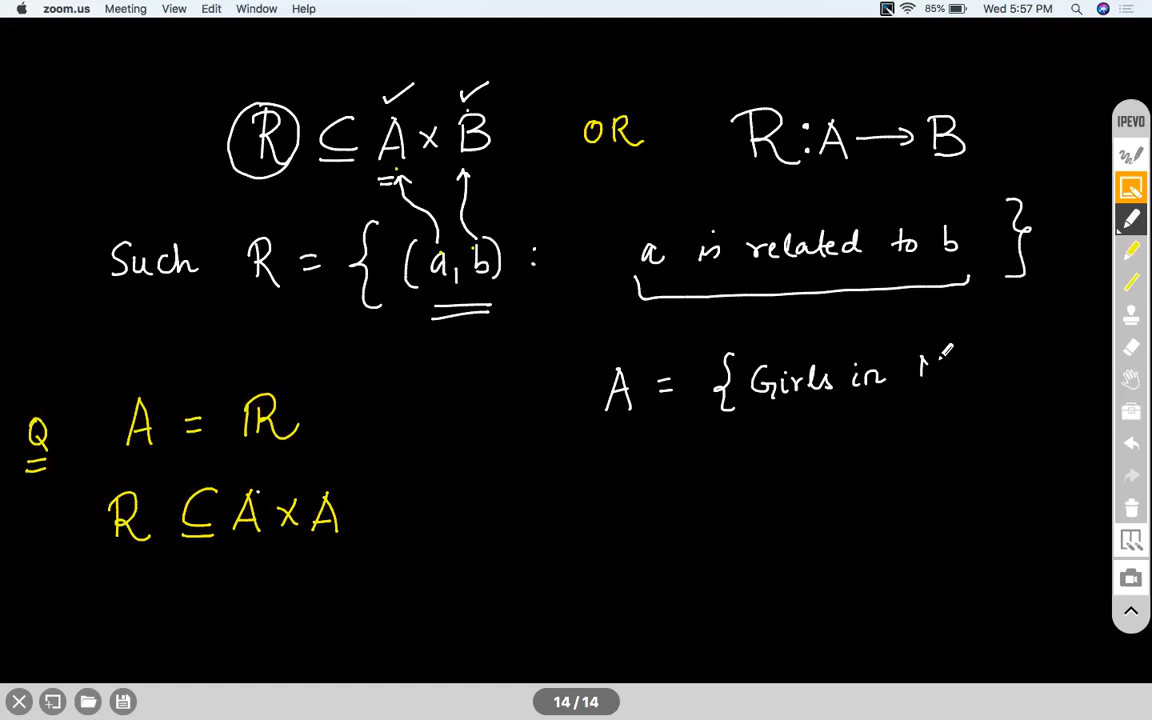 zoom.us Meeting View Edit Window Help 85% Wed 5:57 PM
R ⊆ A × B OR R : A → B
IPEVO
Such R = { (a, b) : a is related to b }
A = { Girls in
Q A = ℝ
R ⊆ A × A
14 / 14